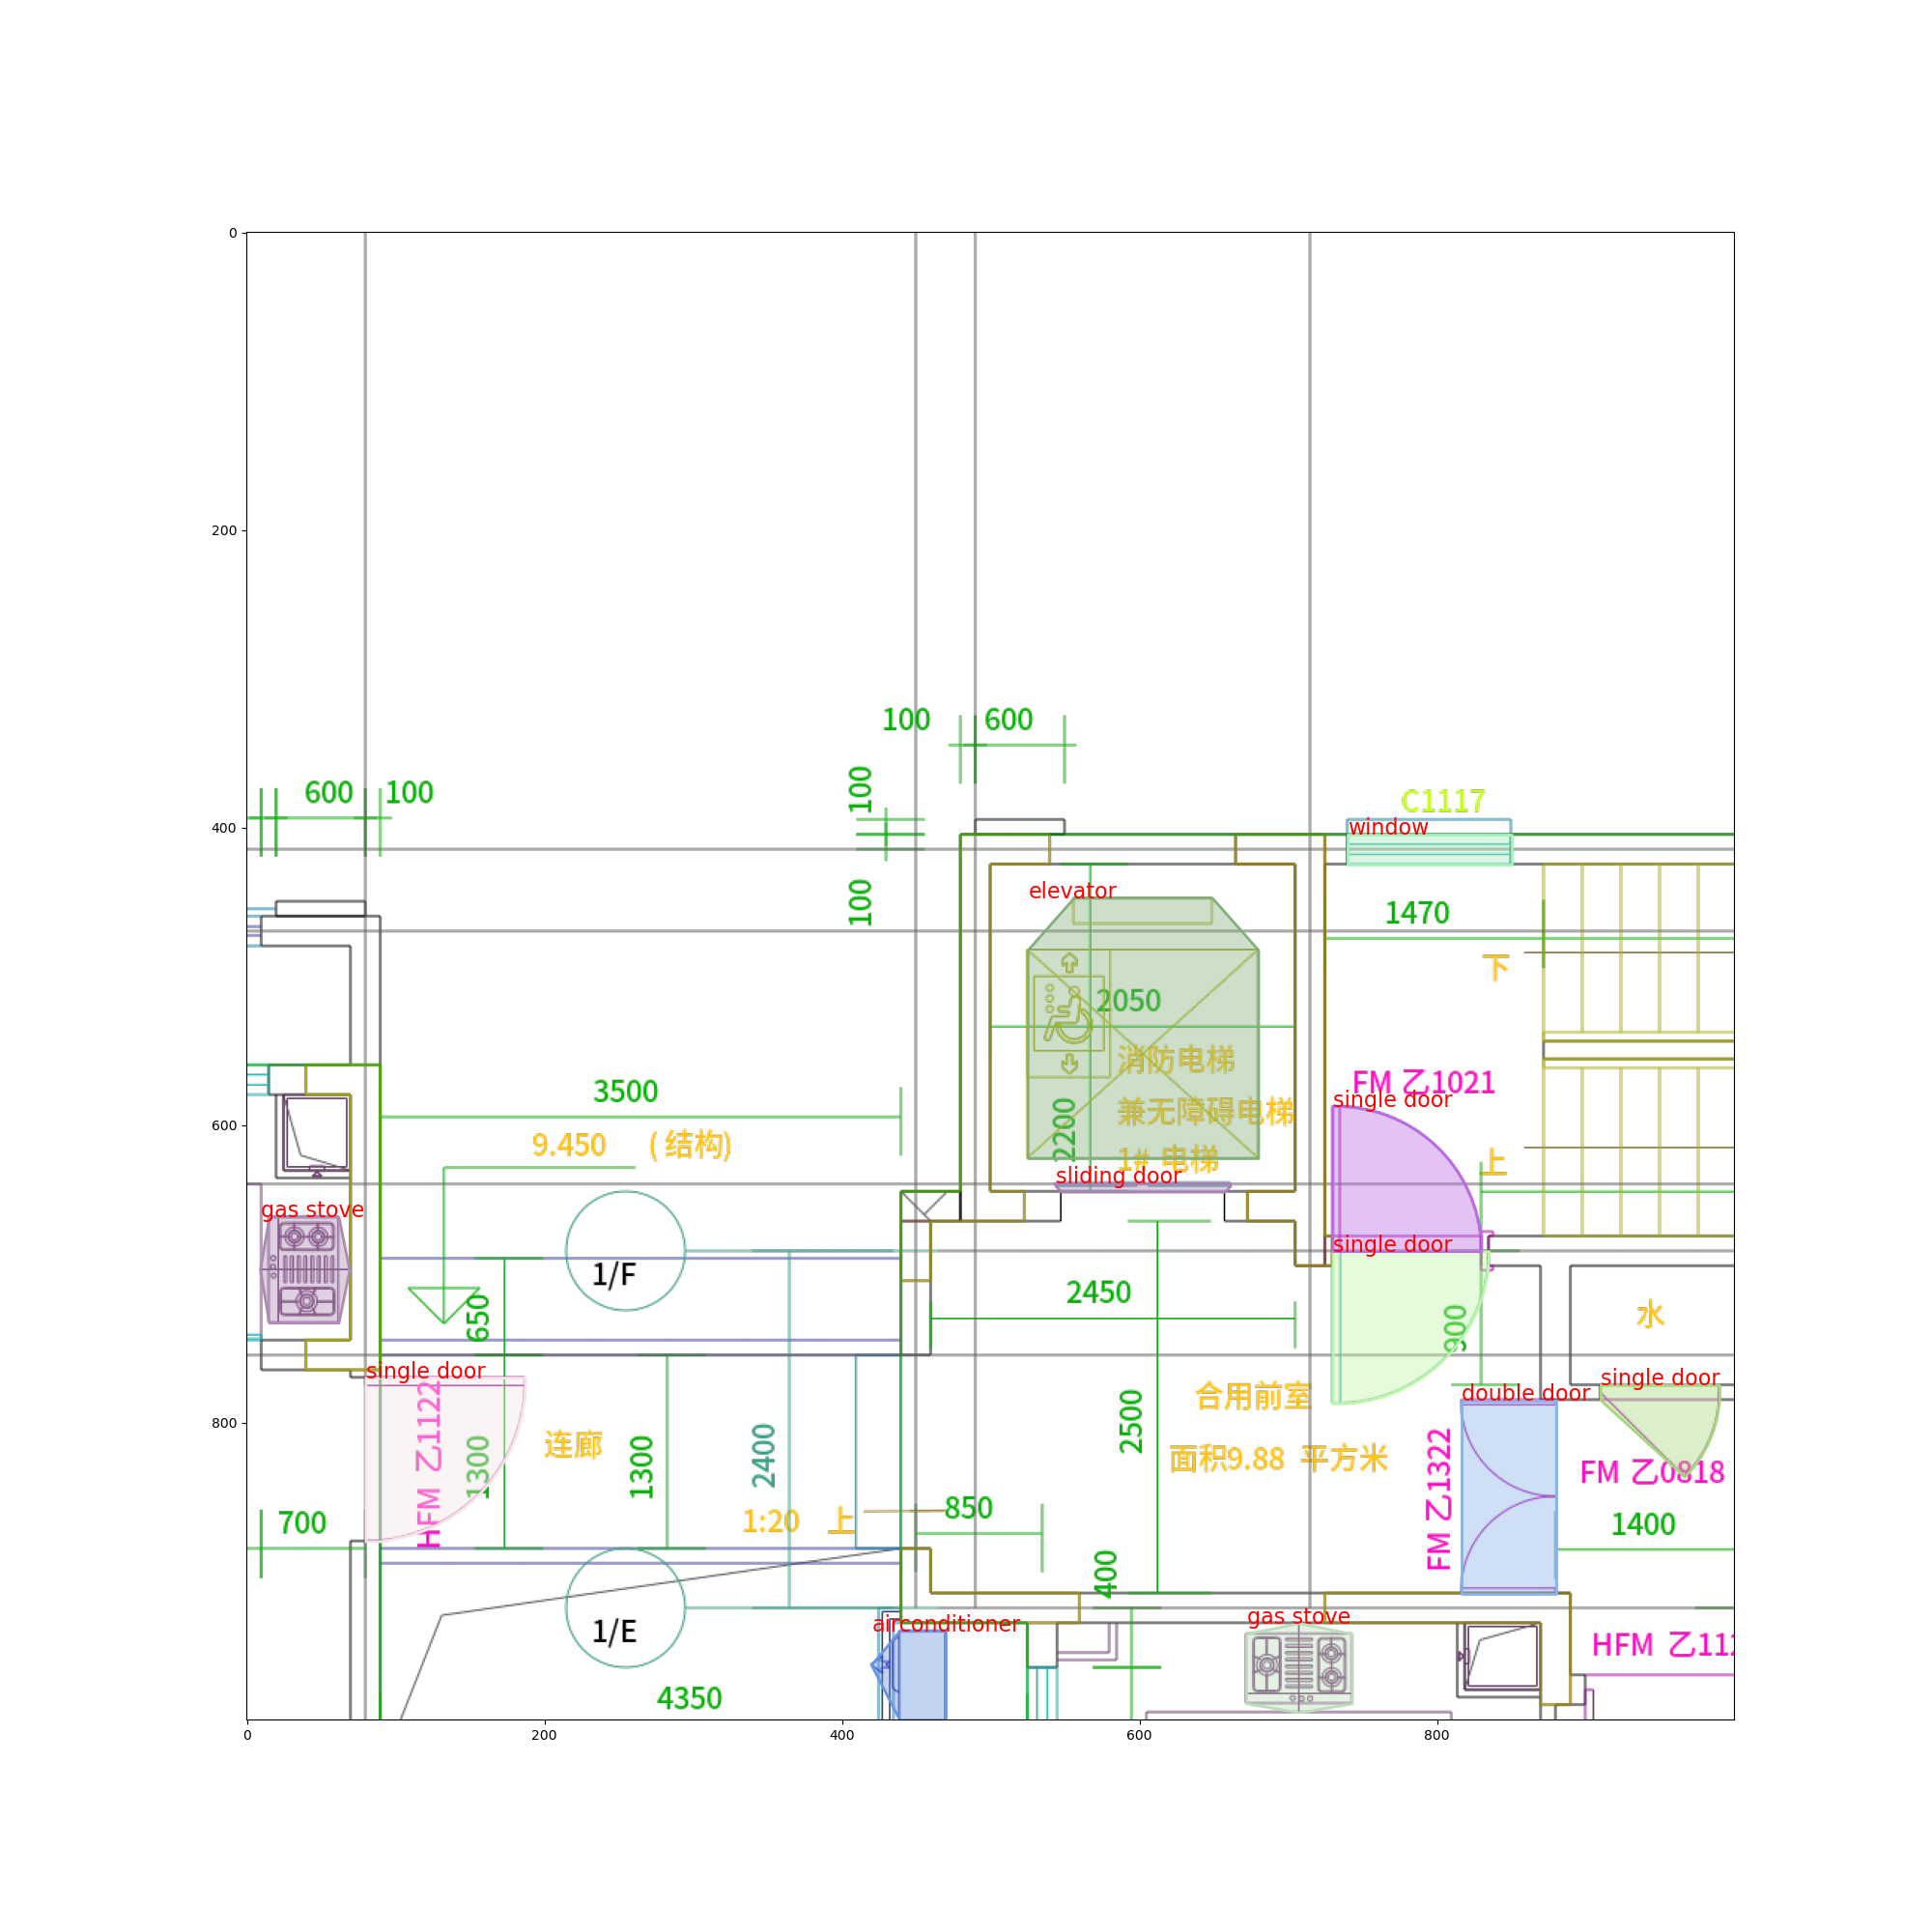 0
200
400
600
800
0
200
400
600
800
100
600
600
100
100
C1117
window
100
elevator
1470
下
2050
消防电梯
FM 乙1021
single door
3500
兼无障碍电梯
2200
9.450
( 结构)
1# 电梯
上
sliding door
gas stove
single door
1/F
2450
650
900
水
single door
合用前室
single door
double door
HFM 乙1122
连廊
1300
1300
2400
2500
面积9.88 平方米
FM 乙1322
FM 乙0818
700
1:20
上
850
1400
400
1/E
airconditioner
gas stove
4350